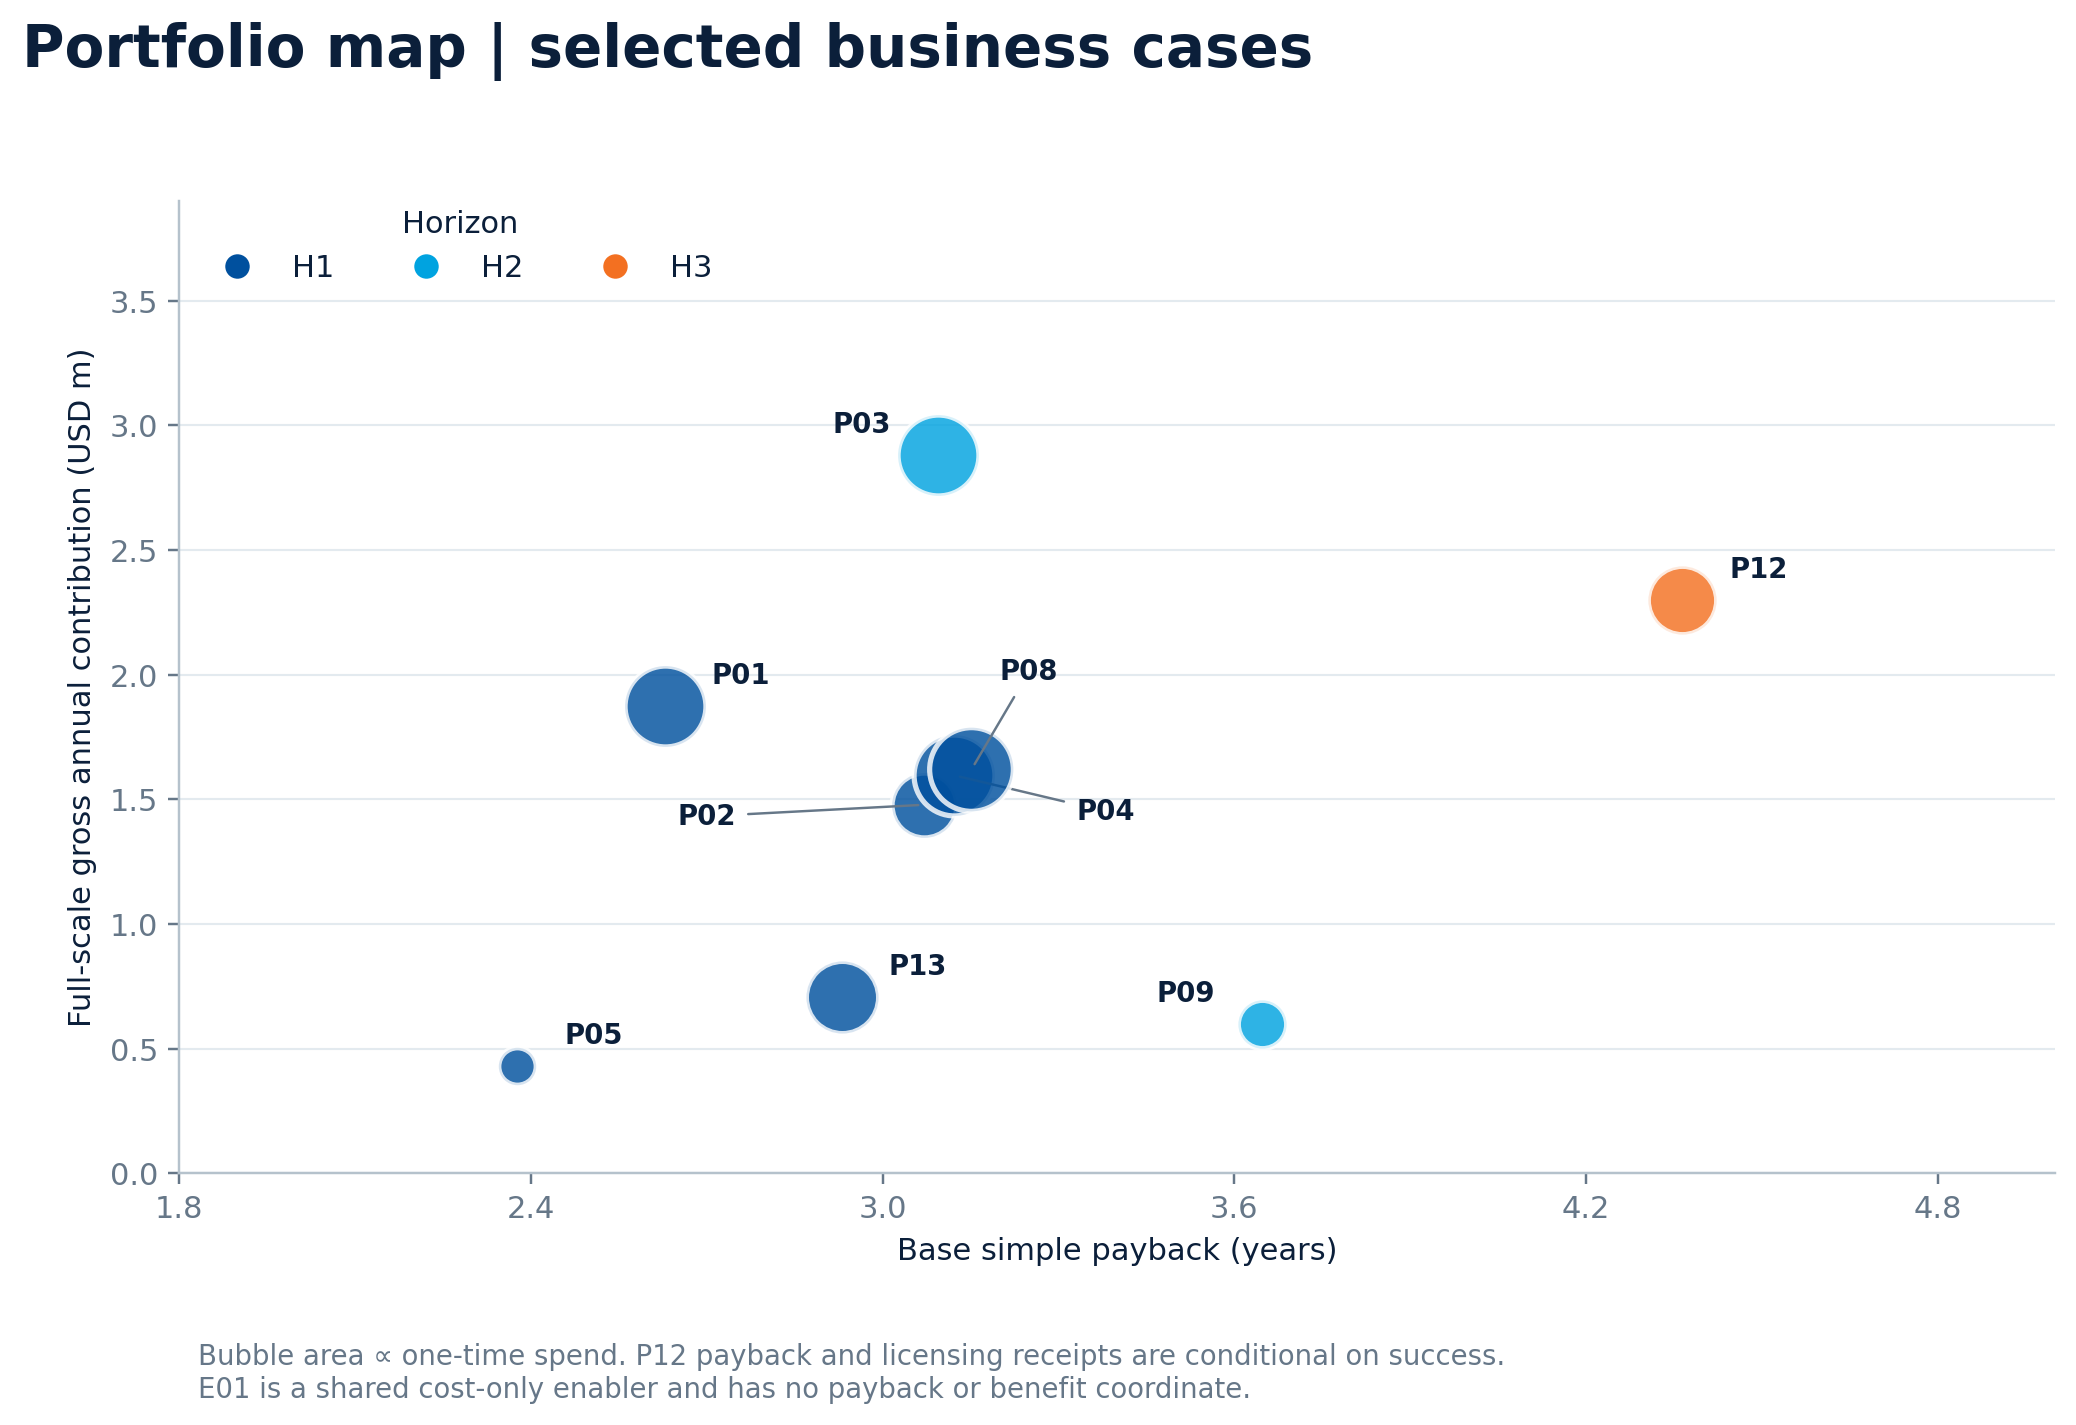 Portfolio map | selected business cases
Horizon
H1 H2 H3
3.5
3.0
2.5
2.0
1.5
1.0
0.5
0.0
Full-scale gross annual contribution (USD m)
P03
P12
P08
P01
P02
P04
P13
P09
P05
1.8 2.4 3.0 3.6 4.2 4.8
Base simple payback (years)
Bubble area ∝ one-time spend. P12 payback and licensing receipts are conditional on success.
E01 is a shared cost-only enabler and has no payback or benefit coordinate.